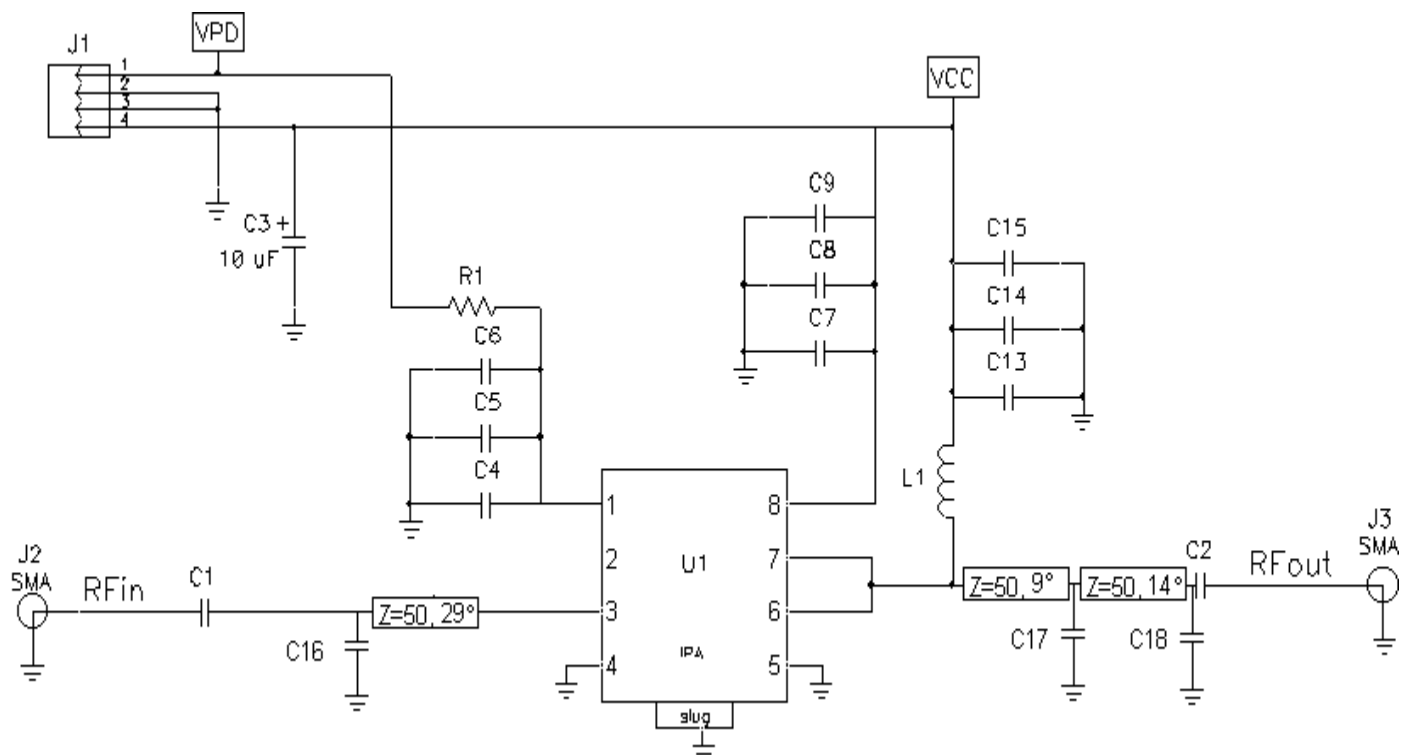 VPD
J1
1
2
3
4
VCC
C3 +
10 uF
C9
C8
C7
C15
C14
C13
R1
C6
C5
C4
L1
1
2
3
4
8
7
6
5
U1
IPA
slug
J2
SMA
RFin
C1
C16
Z=50, 29°
Z=50, 9°
Z=50, 14°
C17
C18
C2
RFout
J3
SMA